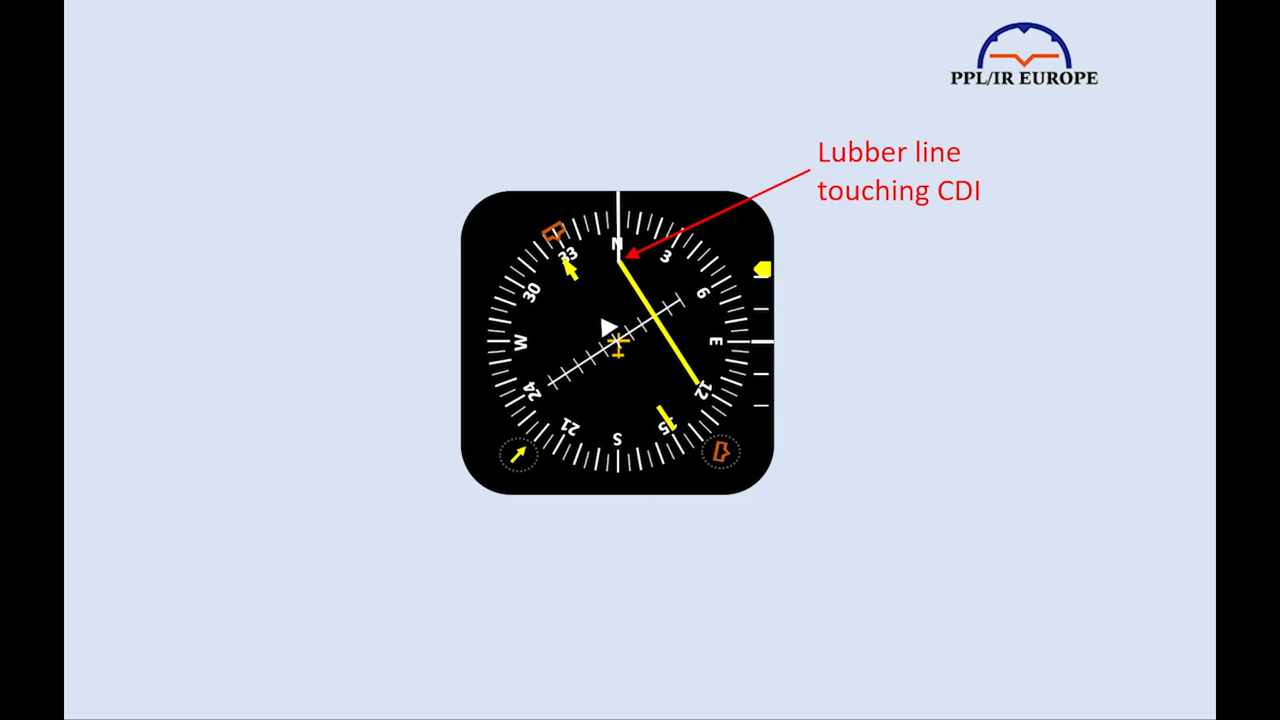 PPL/IR EUROPE
Lubber line
touching CDI
N
33
3
30
6
W
E
24
12
21
15
S